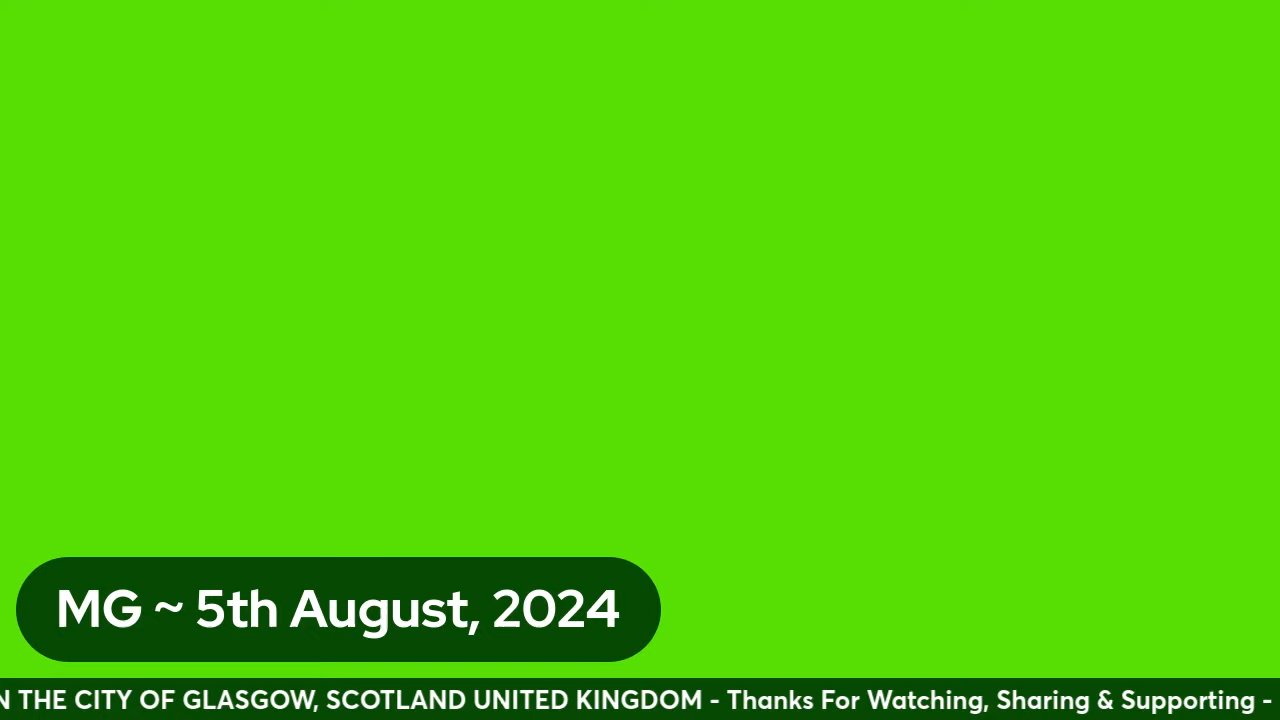 MG ~ 5th August, 2024
THE CITY OF GLASGOW, SCOTLAND UNITED KINGDOM - Thanks For Watching, Sharing & Supporting -